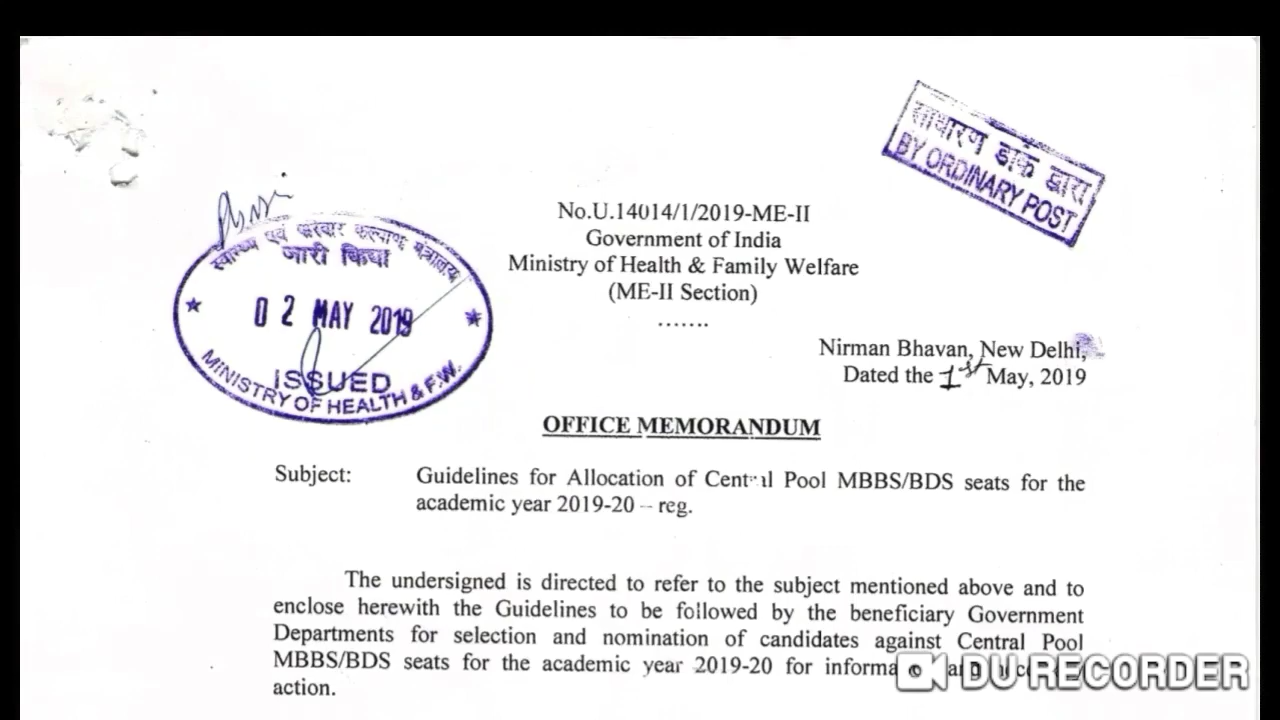 साधारण डाक द्वारा
BY ORDINARY POST
No.U.14014/1/2019-ME-II
Government of India
Ministry of Health & Family Welfare
(ME-II Section)
.......
स्वास्थ्य एवं परिवार कल्याण मंत्रालय
जारी किया
02 MAY 2019
ISSUED
MINISTRY OF HEALTH & F.W.
Nirman Bhavan, New Delhi,
Dated the 1st May, 2019
OFFICE MEMORANDUM
Subject: Guidelines for Allocation of Central Pool MBBS/BDS seats for the
academic year 2019-20 – reg.
The undersigned is directed to refer to the subject mentioned above and to
enclose herewith the Guidelines to be followed by the beneficiary Government
Departments for selection and nomination of candidates against Central Pool
MBBS/BDS seats for the academic year 2019-20 for
action.
DU RECORDER